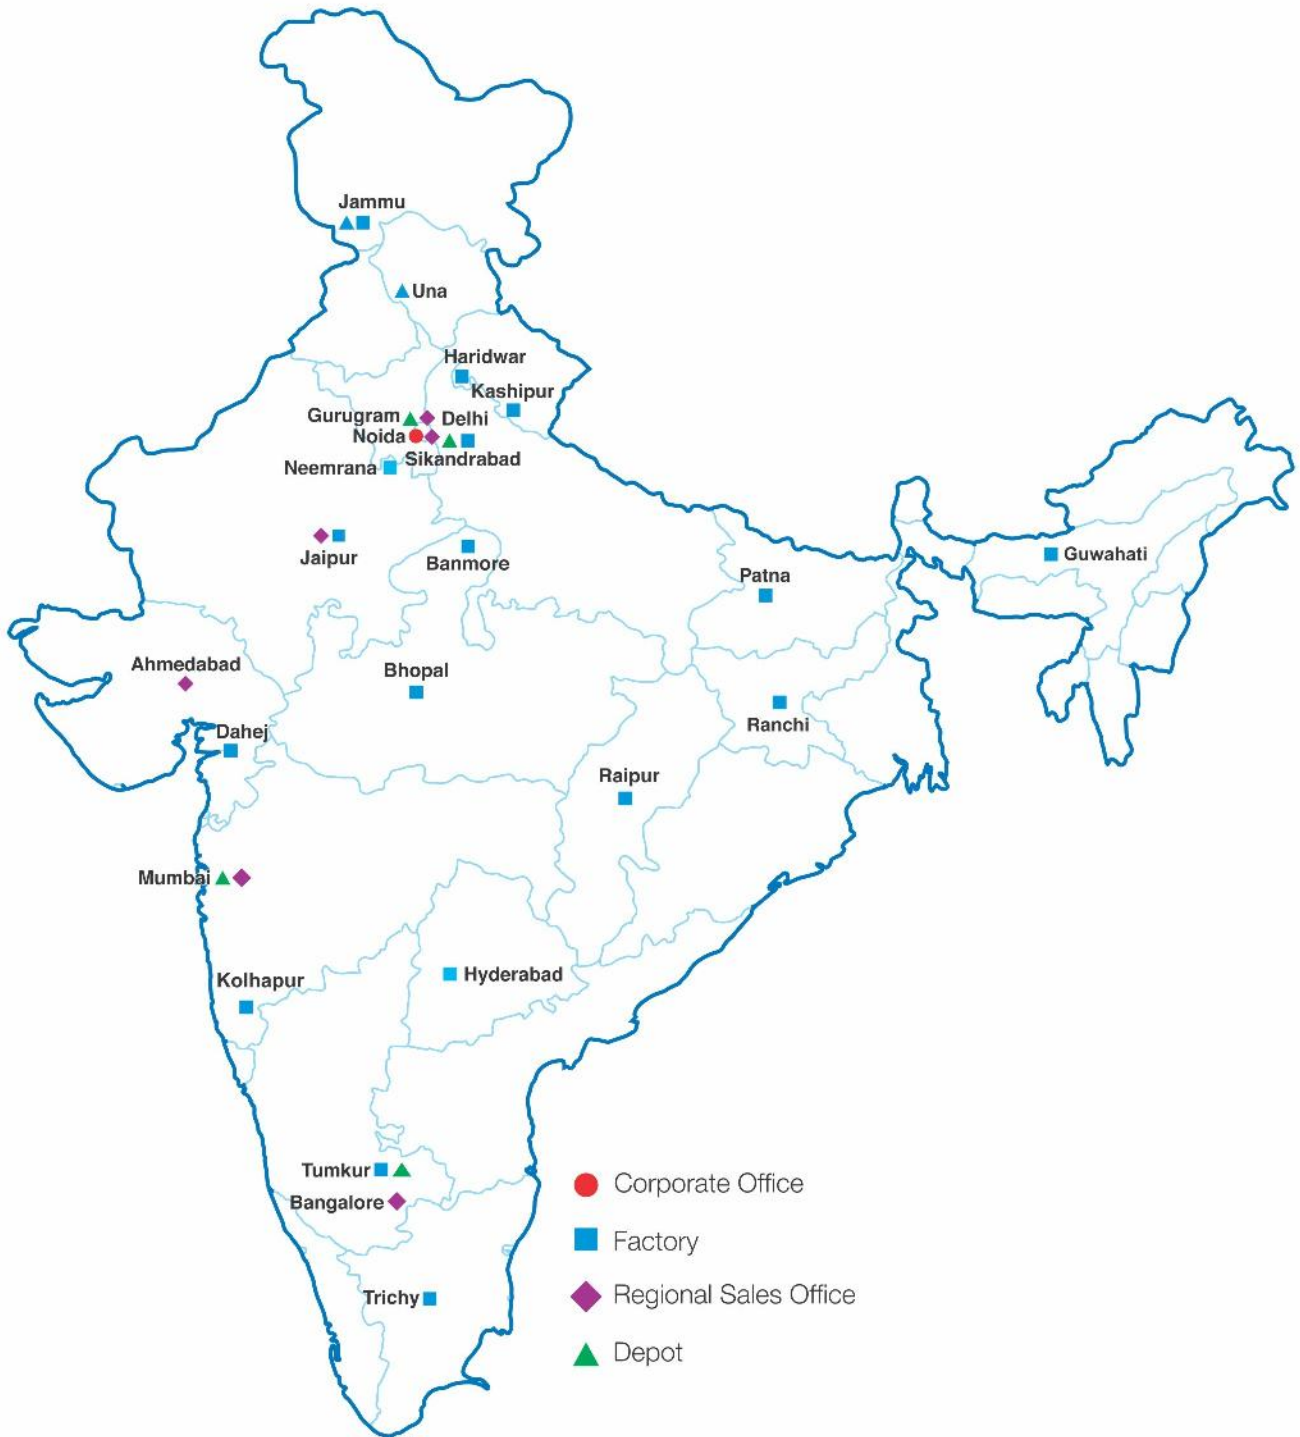 Jammu
Una
Haridwar
Kashipur
Gurugram
Delhi
Noida
Sikandrabad
Neemrana
Jaipur
Banmore
Guwahati
Patna
Ahmedabad
Bhopal
Ranchi
Dahej
Raipur
Mumbai
Hyderabad
Kolhapur
Tumkur
Bangalore
Trichy
Corporate Office
Factory
Regional Sales Office
Depot